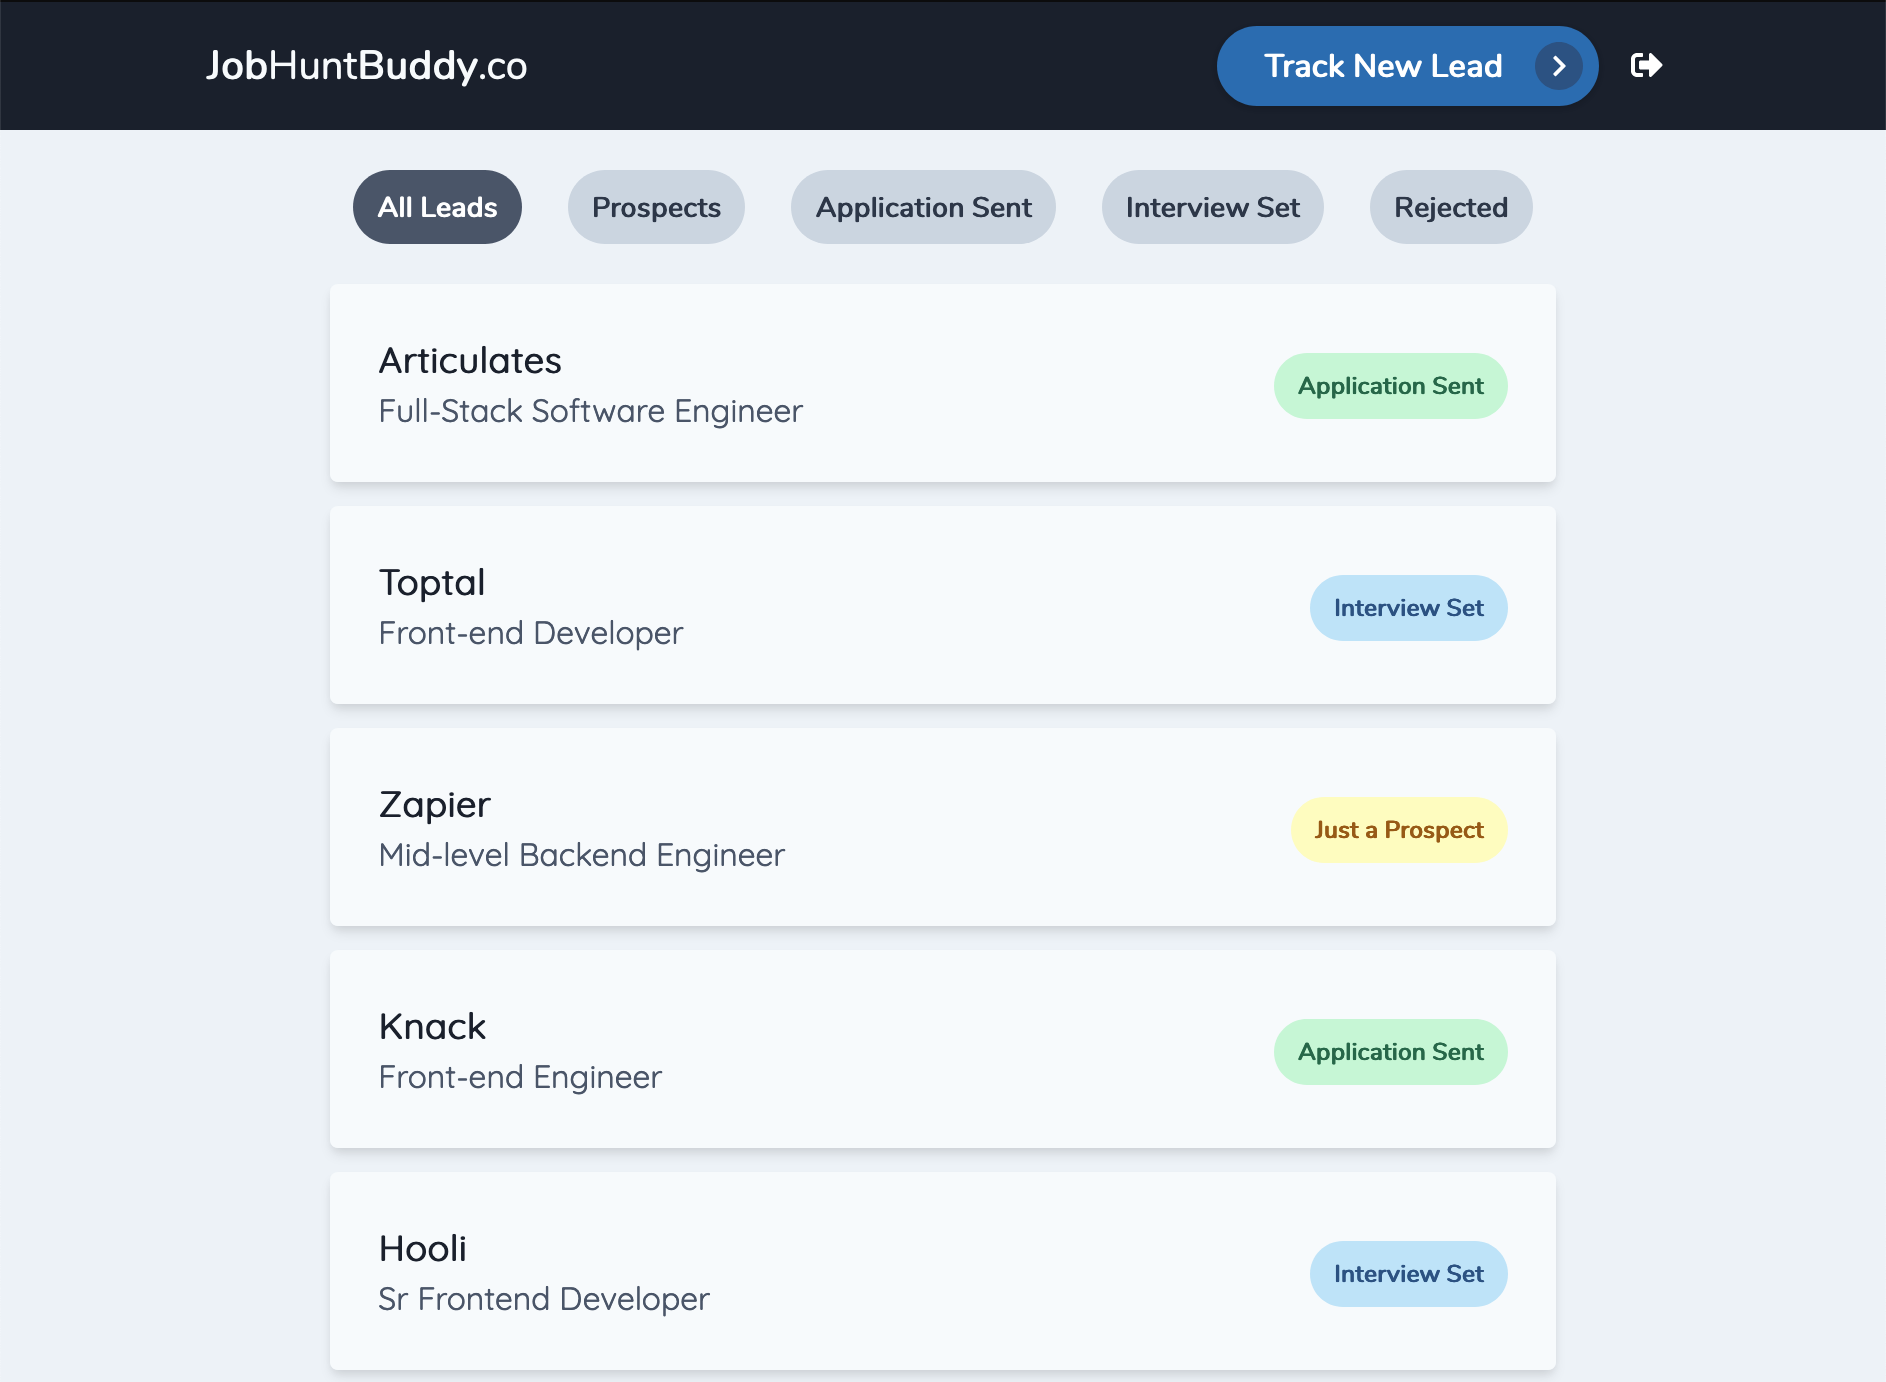 JobHuntBuddy.co
Track New Lead
All Leads
Prospects
Application Sent
Interview Set
Rejected
Articulates
Full-Stack Software Engineer
Application Sent
Toptal
Front-end Developer
Interview Set
Zapier
Mid-level Backend Engineer
Just a Prospect
Knack
Front-end Engineer
Application Sent
Hooli
Sr Frontend Developer
Interview Set